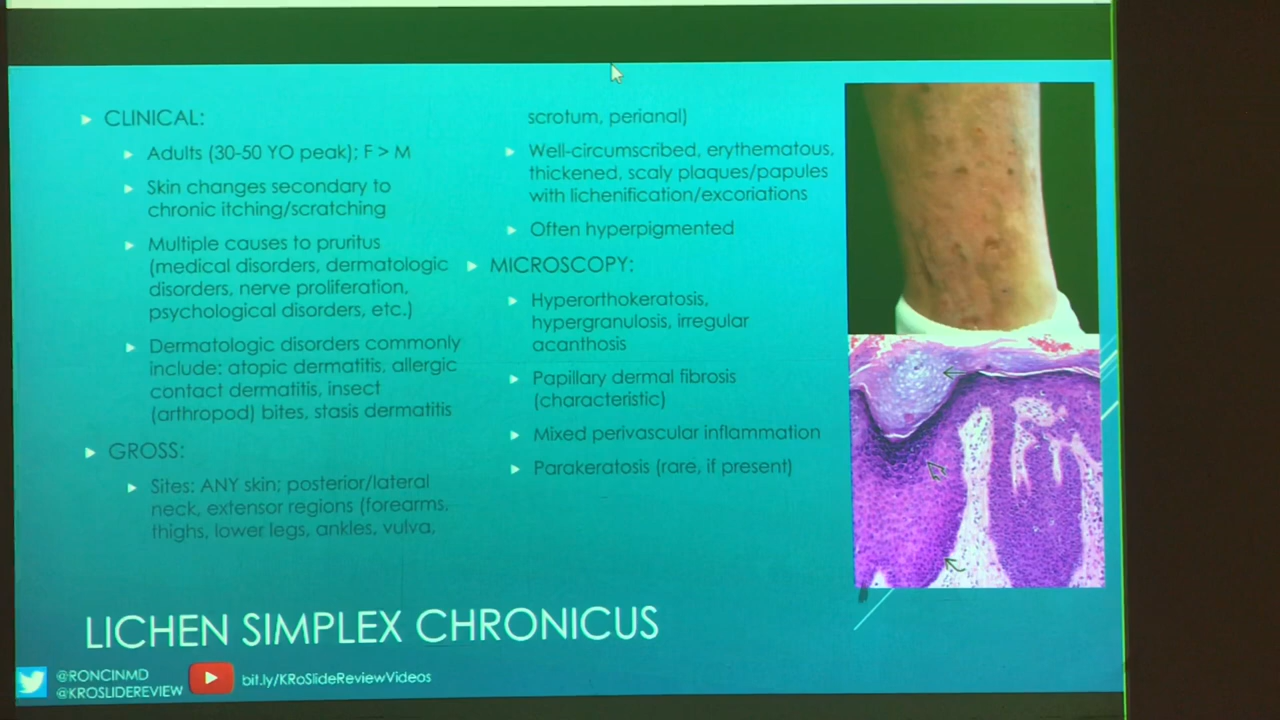 CLINICAL:
Adults (30-50 YO peak); F > M
Skin changes secondary to
chronic itching/scratching
Multiple causes to pruritus
(medical disorders, dermatologic
disorders, nerve proliferation,
psychological disorders, etc.)
Dermatologic disorders commonly
include: atopic dermatitis, allergic
contact dermatitis, insect
(arthropod) bites, stasis dermatitis
GROSS:
Sites: ANY skin; posterior/lateral
neck, extensor regions (forearms,
thighs, lower legs, ankles, vulva,
scrotum, perianal)
Well-circumscribed, erythematous,
thickened, scaly plaques/papules
with lichenification/excoriations
Often hyperpigmented
MICROSCOPY:
Hyperorthokeratosis,
hypergranulosis, irregular
acanthosis
Papillary dermal fibrosis
(characteristic)
Mixed perivascular inflammation
Parakeratosis (rare, if present)
LICHEN SIMPLEX CHRONICUS
@RONCINMD
@KROSLIDEREVIEW
bit.ly/KRoSlideReviewVideos